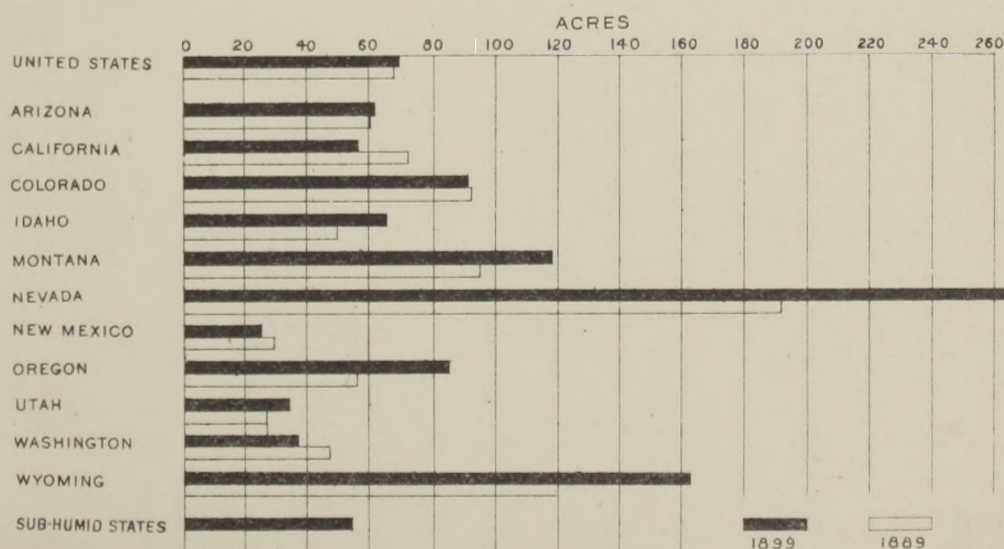 ACRES
0 20 40 60 80 100 120 140 160 180 200 220 240 260
UNITED STATES
ARIZONA
CALIFORNIA
COLORADO
IDAHO
MONTANA
NEVADA
NEW MEXICO
OREGON
UTAH
WASHINGTON
WYOMING
SUB-HUMID STATES
1899 1889